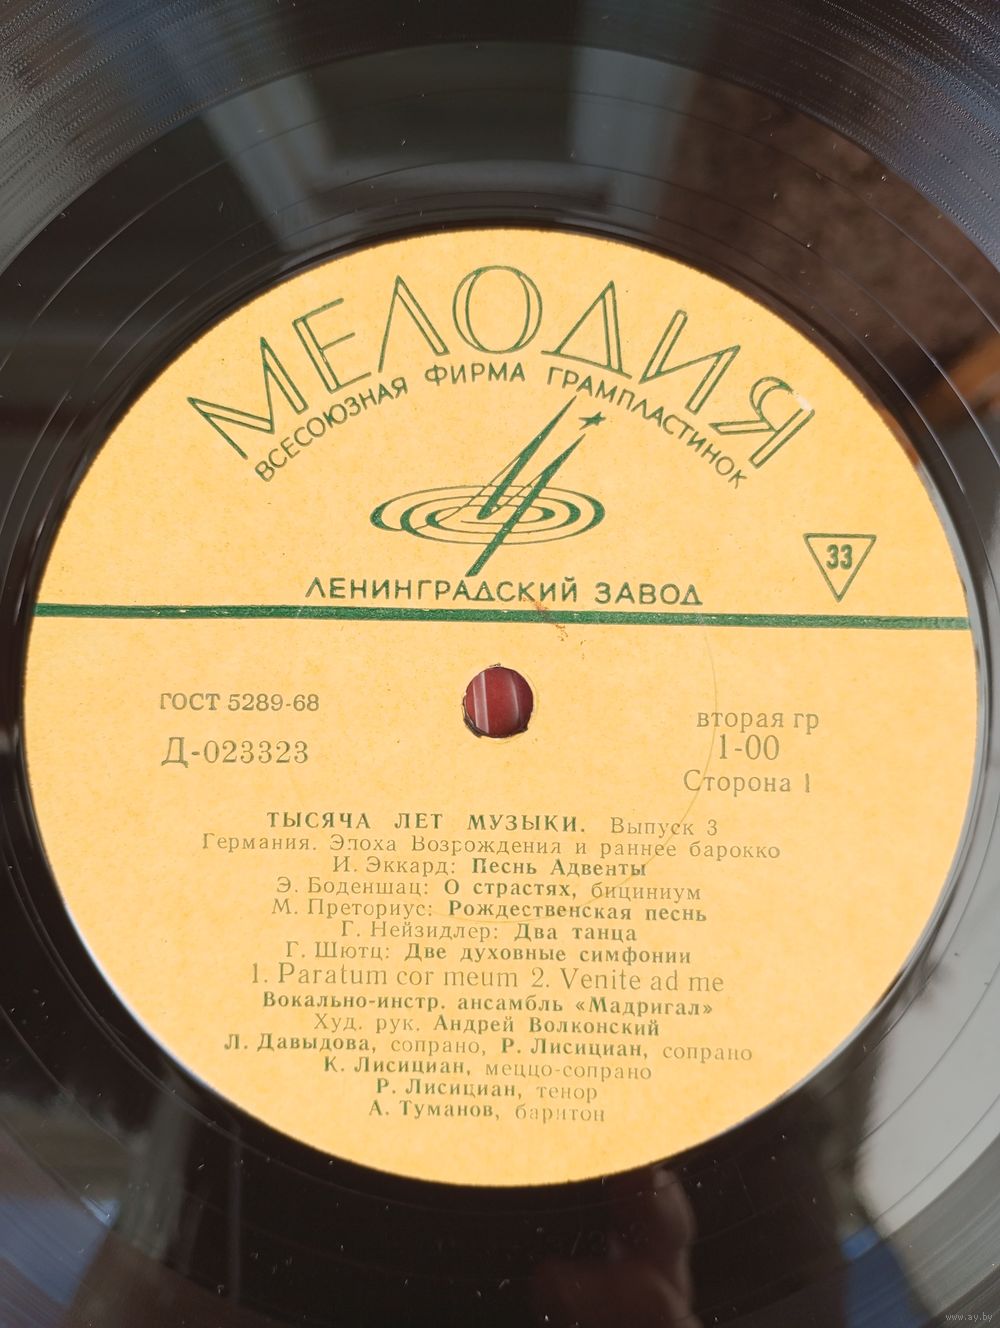 МЕЛОДИЯ
ВСЕСОЮЗНАЯ ФИРМА ГРАМПЛАСТИНОК
33
ЛЕНИНГРАДСКИЙ ЗАВОД
ГОСТ 5289-68
Д-023323
вторая гр
1-00
Сторона 1
ТЫСЯЧА ЛЕТ МУЗЫКИ. Выпуск 3
Германия. Эпоха Возрождения и раннее барокко
И. Эккард: Песнь Адвенты
Э. Боденшац: О страстях, бициниум
М. Преториус: Рождественская песнь
Г. Нейзидлер: Два танца
Г. Шютц: Две духовные симфонии
1. Paratum cor meum 2. Venite ad me
Вокально-инстр. ансамбль «Мадригал»
Худ. рук. Андрей Волконский
Л. Давыдова, сопрано, Р. Лисициан, сопрано
К. Лисициан, меццо-сопрано
Р. Лисициан, тенор
А. Туманов, баритон
www.ay.by